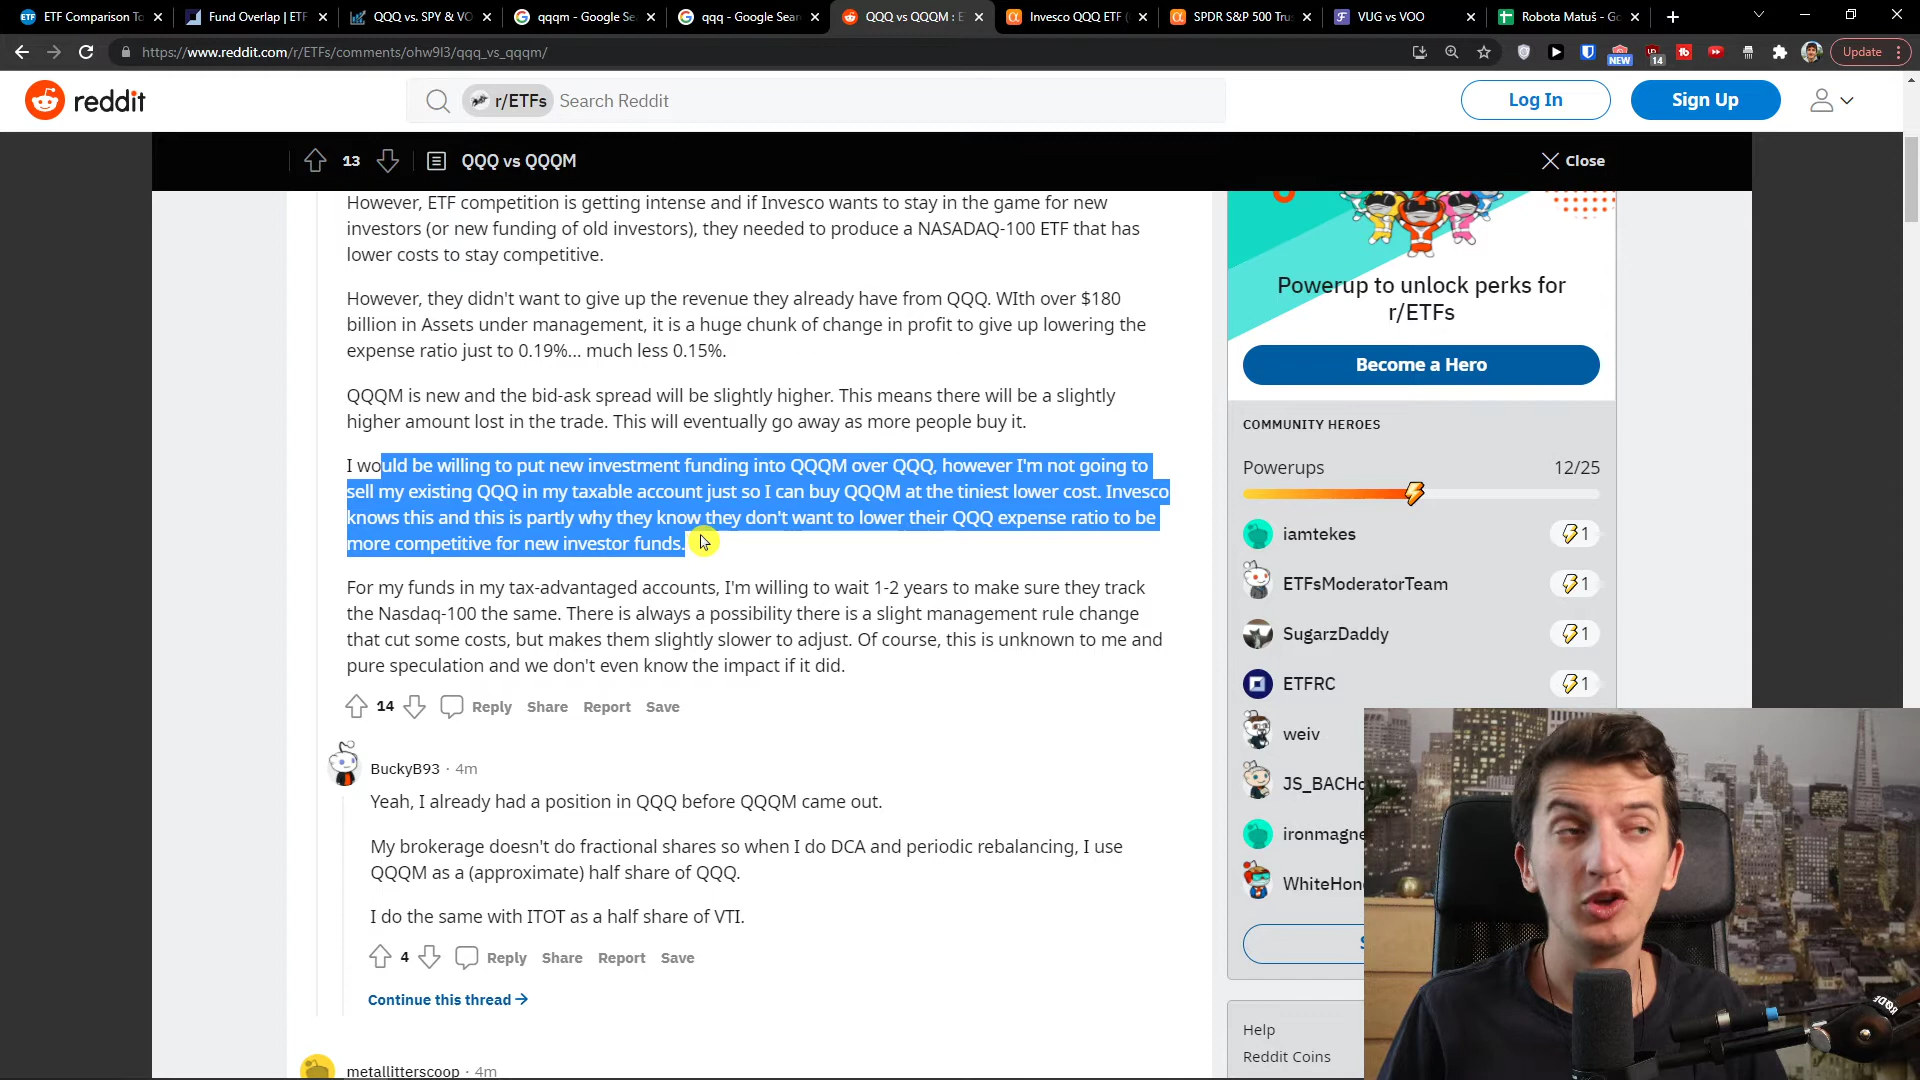 ETF Comparison To
Fund Overlap | ETF
QQQ vs. SPY & VO
qqqm - Google Se
qqq - Google Sear
QQQ vs QQQM : E
Invesco QQQ ETF (
SPDR S&P 500 Trus
VUG vs VOO
Robota Matuš - Go
https://www.reddit.com/r/ETFs/comments/ohw9l3/qqq_vs_qqqm/
NEW
14
Update
reddit
r/ETFs
Search Reddit
Log In
Sign Up
13
QQQ vs QQQM
Close
However, ETF competition is getting intense and if Invesco wants to stay in the game for new
investors (or new funding of old investors), they needed to produce a NASADAQ-100 ETF that has
lower costs to stay competitive.
However, they didn't want to give up the revenue they already have from QQQ. WIth over $180
billion in Assets under management, it is a huge chunk of change in profit to give up lowering the
expense ratio just to 0.19%... much less 0.15%.
QQQM is new and the bid-ask spread will be slightly higher. This means there will be a slightly
higher amount lost in the trade. This will eventually go away as more people buy it.
I would be willing to put new investment funding into QQQM over QQQ, however I'm not going to
sell my existing QQQ in my taxable account just so I can buy QQQM at the tiniest lower cost. Invesco
knows this and this is partly why they know they don't want to lower their QQQ expense ratio to be
more competitive for new investor funds.
For my funds in my tax-advantaged accounts, I'm willing to wait 1-2 years to make sure they track
the Nasdaq-100 the same. There is always a possibility there is a slight management rule change
that cut some costs, but makes them slightly slower to adjust. Of course, this is unknown to me and
pure speculation and we don't even know the impact if it did.
14
Reply
Share
Report
Save
BuckyB93 · 4m
Yeah, I already had a position in QQQ before QQQM came out.
My brokerage doesn't do fractional shares so when I do DCA and periodic rebalancing, I use
QQQM as a (approximate) half share of QQQ.
I do the same with ITOT as a half share of VTI.
4
Reply
Share
Report
Save
Continue this thread
metallitterscoop · 4m
Powerup to unlock perks for
r/ETFs
Become a Hero
COMMUNITY HEROES
Powerups
12/25
iamtekes
1
ETFsModeratorTeam
1
SugarzDaddy
1
ETFRC
1
weiv
JS_BACHo
ironmagne
WhiteHon
Help
Reddit Coins
RØDE